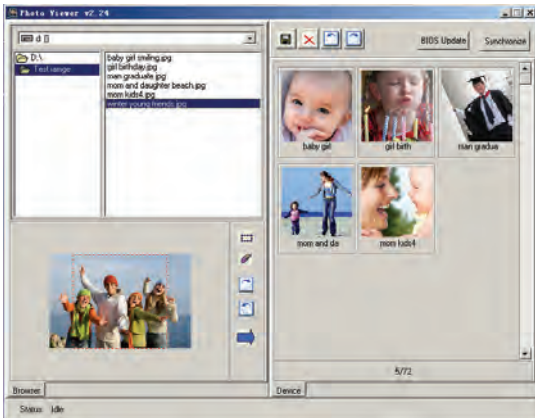 Photo Viewer v2.24
d: []
D:\
Test range
baby girl smiling.jpg
girl birthday.jpg
man graduate.jpg
mom and daughter beach.jpg
mom kids4.jpg
winter young friends.jpg
BIOS Update
Synchronize
baby girl
girl birth
man gradua
mom and da
mom kids4
5/72
Browser
Device
Status: Idle